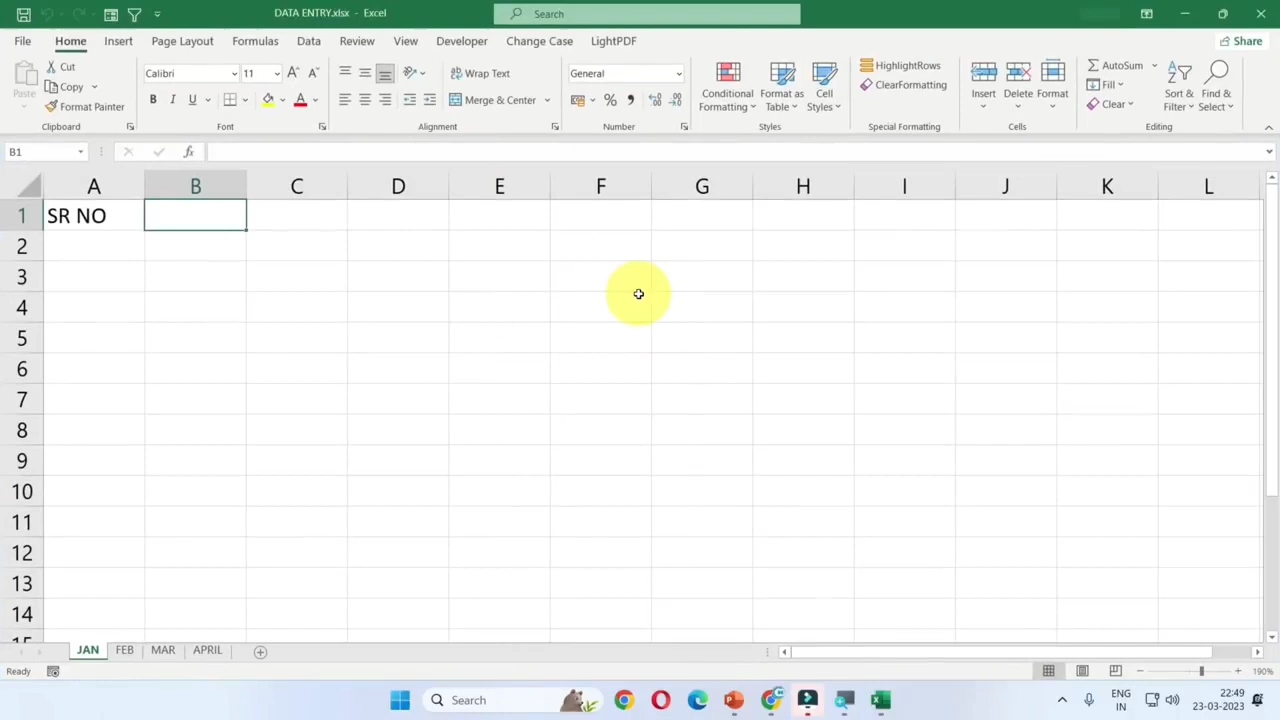 DATA ENTRY.xlsx - Excel
Search
File Home Insert Page Layout Formulas Data Review View Developer Change Case LightPDF Share
Paste
Cut
Copy
Format Painter
Clipboard
Calibri 11
B I U
Font
Wrap Text
Merge & Center
Alignment
General
Number
Conditional Formatting
Format as Table
Cell Styles
Styles
HighlightRows
ClearFormatting
Special Formatting
Insert
Delete
Format
Cells
AutoSum
Fill
Clear
Sort & Filter
Find & Select
Editing
B1 fx
A B C D E F G H I J K L
1 SR NO
2
3
4
5
6
7
8
9
10
11
12
13
14
15
JAN FEB MAR APRIL
Ready 190%
Search
ENG
IN
22:49
23-03-2023